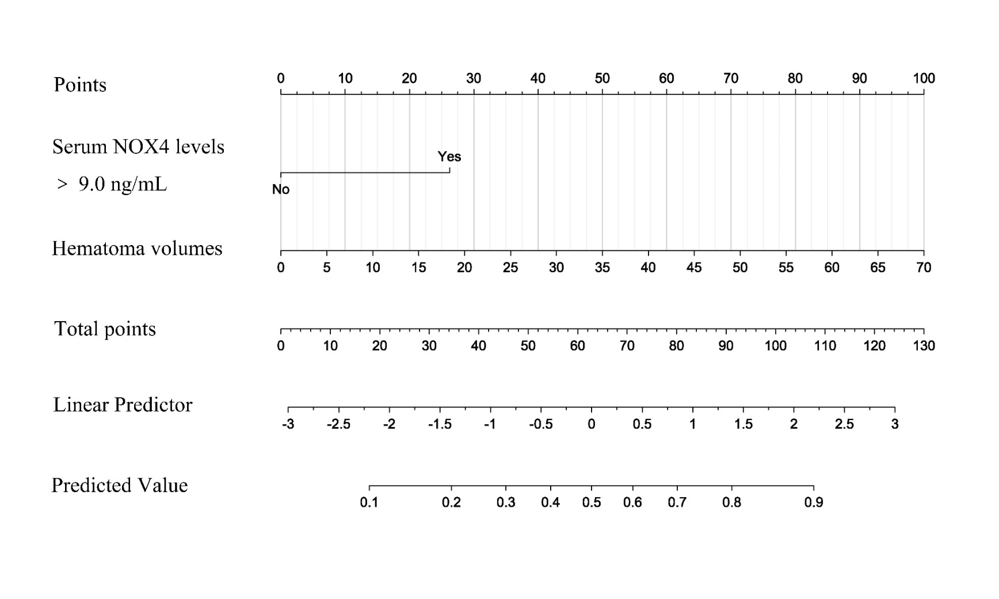 Points
0 10 20 30 40 50 60 70 80 90 100
Serum NOX4 levels
> 9.0 ng/mL
Yes
No
Hematoma volumes
0 5 10 15 20 25 30 35 40 45 50 55 60 65 70
Total points
0 10 20 30 40 50 60 70 80 90 100 110 120 130
Linear Predictor
-3 -2.5 -2 -1.5 -1 -0.5 0 0.5 1 1.5 2 2.5 3
Predicted Value
0.1 0.2 0.3 0.4 0.5 0.6 0.7 0.8 0.9